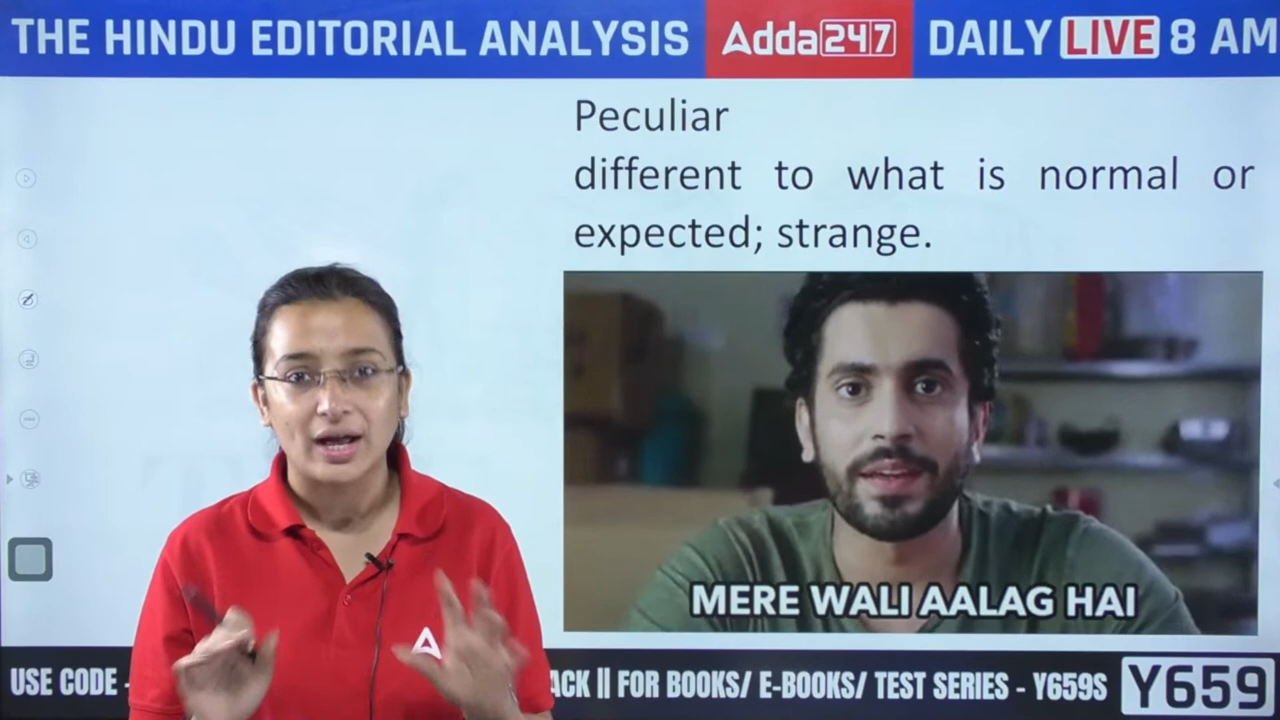 THE HINDU EDITORIAL ANALYSIS Adda247 DAILY LIVE 8 AM
Peculiar
different to what is normal or
expected; strange.
MERE WALI AALAG HAI
USE CODE - ACK || FOR BOOKS/ E-BOOKS/ TEST SERIES - Y659S Y659